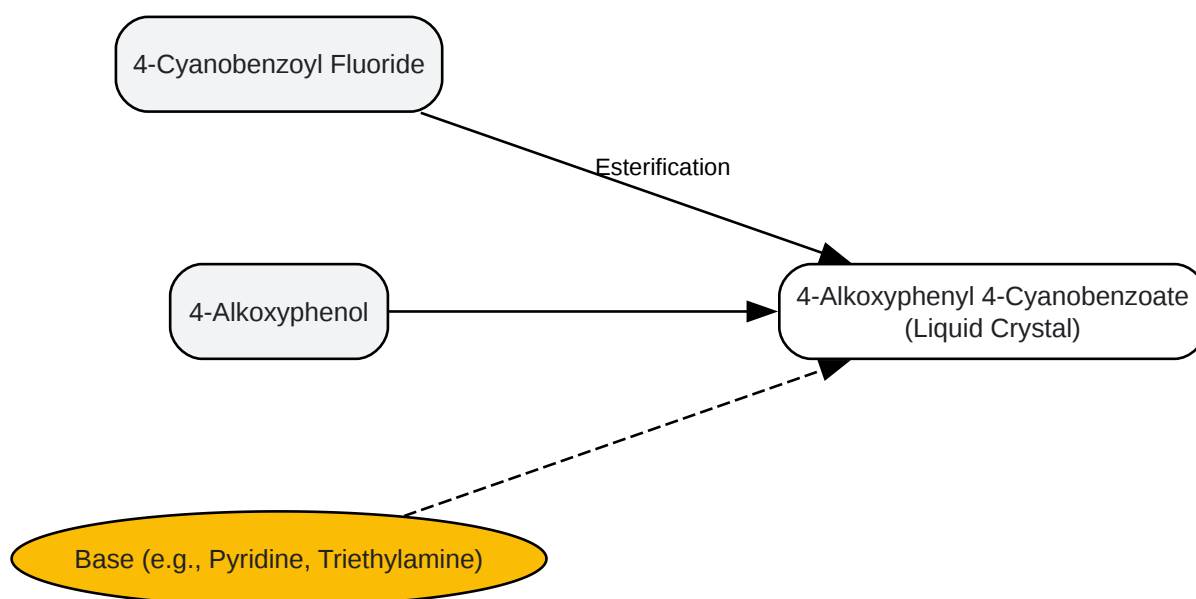 4-Cyanobenzoyl Fluoride
Esterification
4-Alkoxyphenol
4-Alkoxyphenyl 4-Cyanobenzoate
(Liquid Crystal)
Base (e.g., Pyridine, Triethylamine)